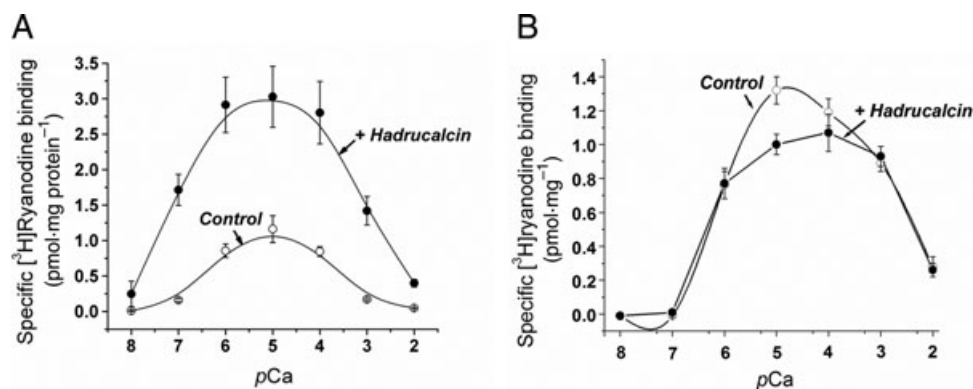 A
Specific [³H]Ryanodine binding
(pmol·mg protein⁻¹)
3.5
3.0
2.5
2.0
1.5
1.0
0.5
0.0
+ Hadrucalcin
Control
8 7 6 5 4 3 2
pCa
B
Specific [³H]ryanodine binding
(pmol·mg⁻¹)
1.4
1.2
1.0
0.8
0.6
0.4
0.2
0.0
Control
+ Hadrucalcin
8 7 6 5 4 3 2
pCa